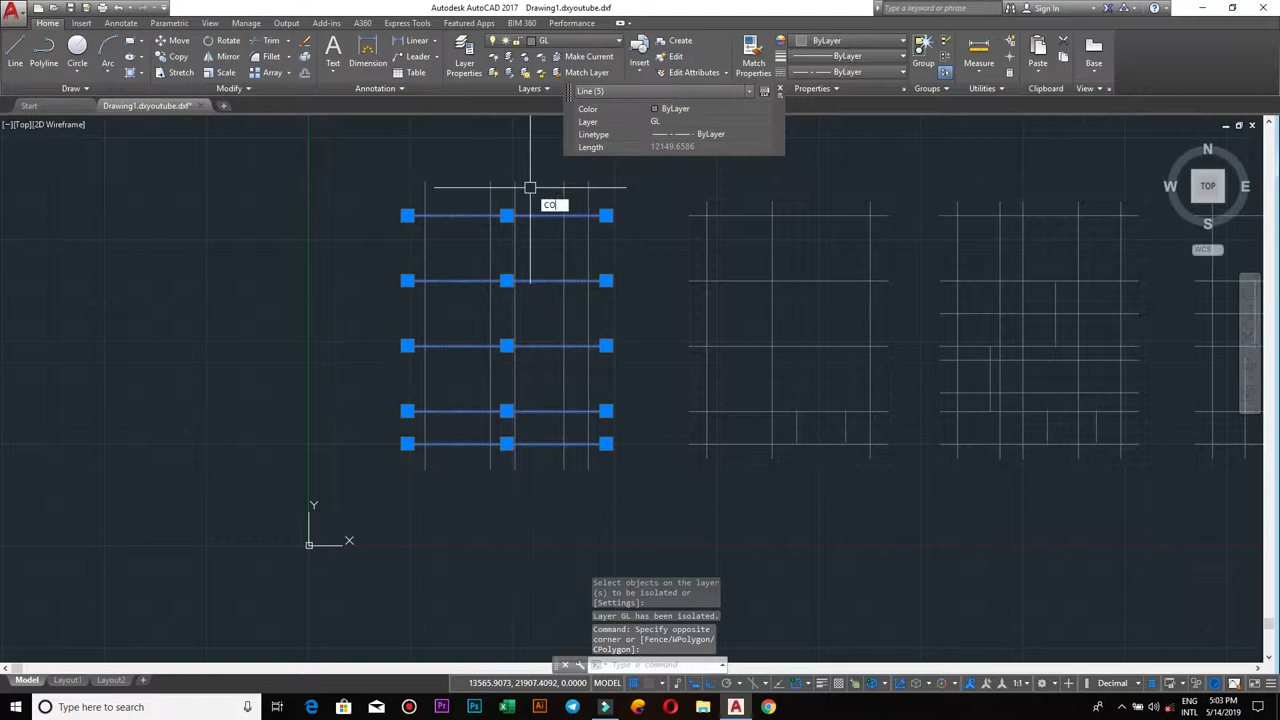 Autodesk AutoCAD 2017 Drawing1.dxyoutube.dxf
Type a keyword or phrase
Sign In
Home Insert Annotate Parametric View Manage Output Add-ins A360 Express Tools Featured Apps BIM 360 Performance
Line Polyline Circle Arc
Move Rotate Trim
Copy Mirror Fillet
Stretch Scale Array
Text Dimension
Linear
Leader
Table
Layer Properties
GL
Make Current
Match Layer
Insert
Create
Edit
Edit Attributes
Match Properties
ByLayer
ByLayer
ByLayer
Group Measure Paste Base
Draw Modify Annotation Layers Block Properties Groups Utilities Clipboard View
Start Drawing1.dxyoutube.dxf*
[−][Top][2D Wireframe]
Line (5)
Color ByLayer
Layer GL
Linetype ByLayer
Length 12149.6586
CO
N
W TOP E
S
WCS
Y
X
Select objects on the layer
(s) to be isolated or
[Settings]:
Layer GL has been isolated.
Command: Specify opposite
corner or [Fence/WPolygon/
CPolygon]:
Type a command
Model Layout1 Layout2
13565.9073, 21907.4092, 0.0000 MODEL 1:1 Decimal
Type here to search
ENG
INTL
5:03 PM
5/14/2019